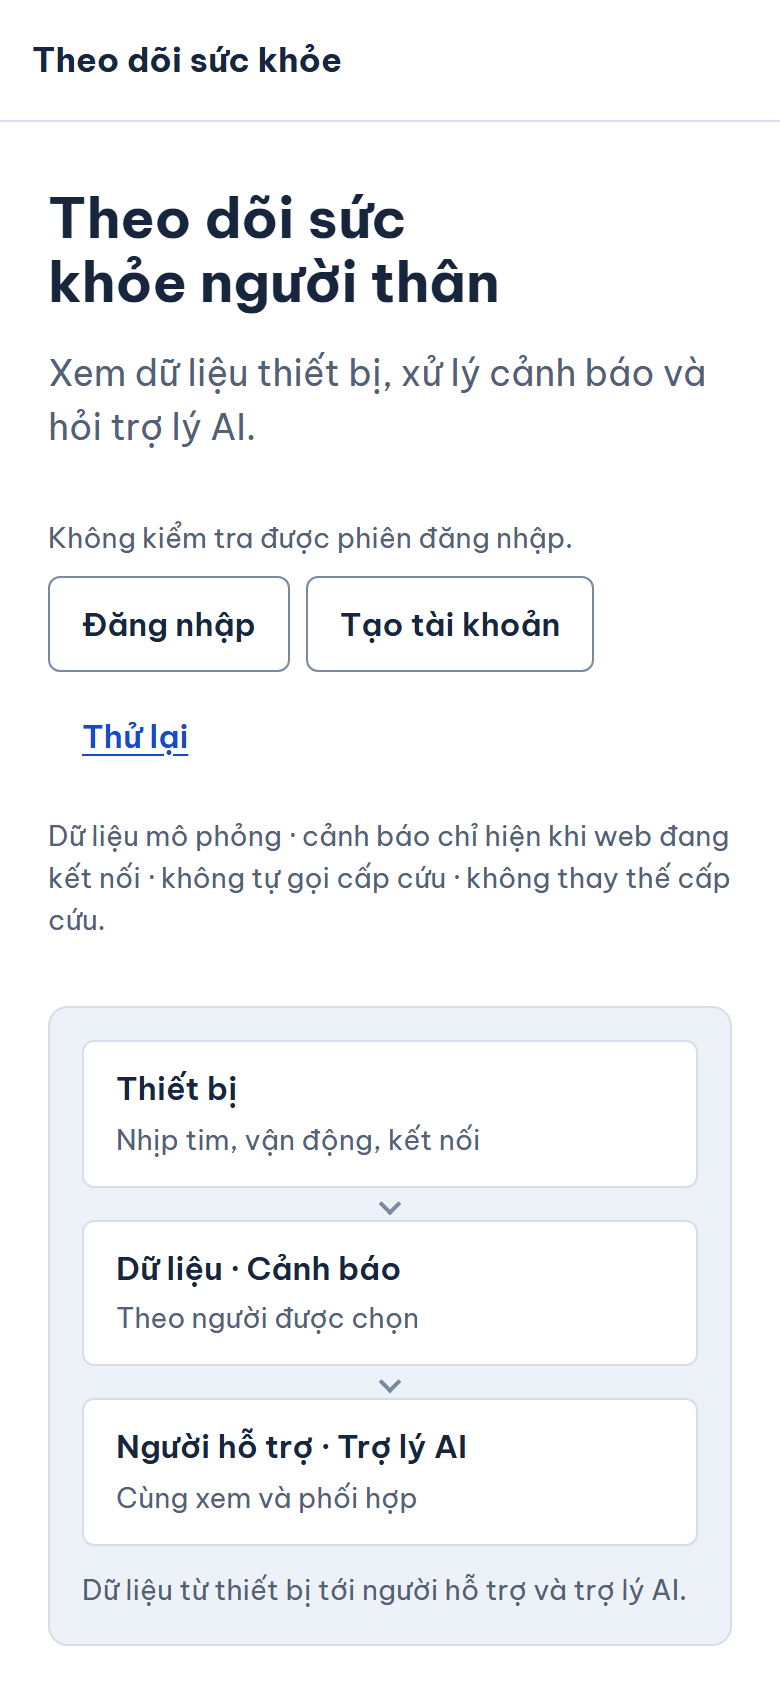 Theo dõi sức khỏe
Theo dõi sức
khỏe người thân
Xem dữ liệu thiết bị, xử lý cảnh báo và
hỏi trợ lý AI.
Không kiểm tra được phiên đăng nhập.
Đăng nhập
Tạo tài khoản
Thử lại
Dữ liệu mô phỏng · cảnh báo chỉ hiện khi web đang
kết nối · không tự gọi cấp cứu · không thay thế cấp
cứu.
Thiết bị
Nhịp tim, vận động, kết nối
Dữ liệu · Cảnh báo
Theo người được chọn
Người hỗ trợ · Trợ lý AI
Cùng xem và phối hợp
Dữ liệu từ thiết bị tới người hỗ trợ và trợ lý AI.